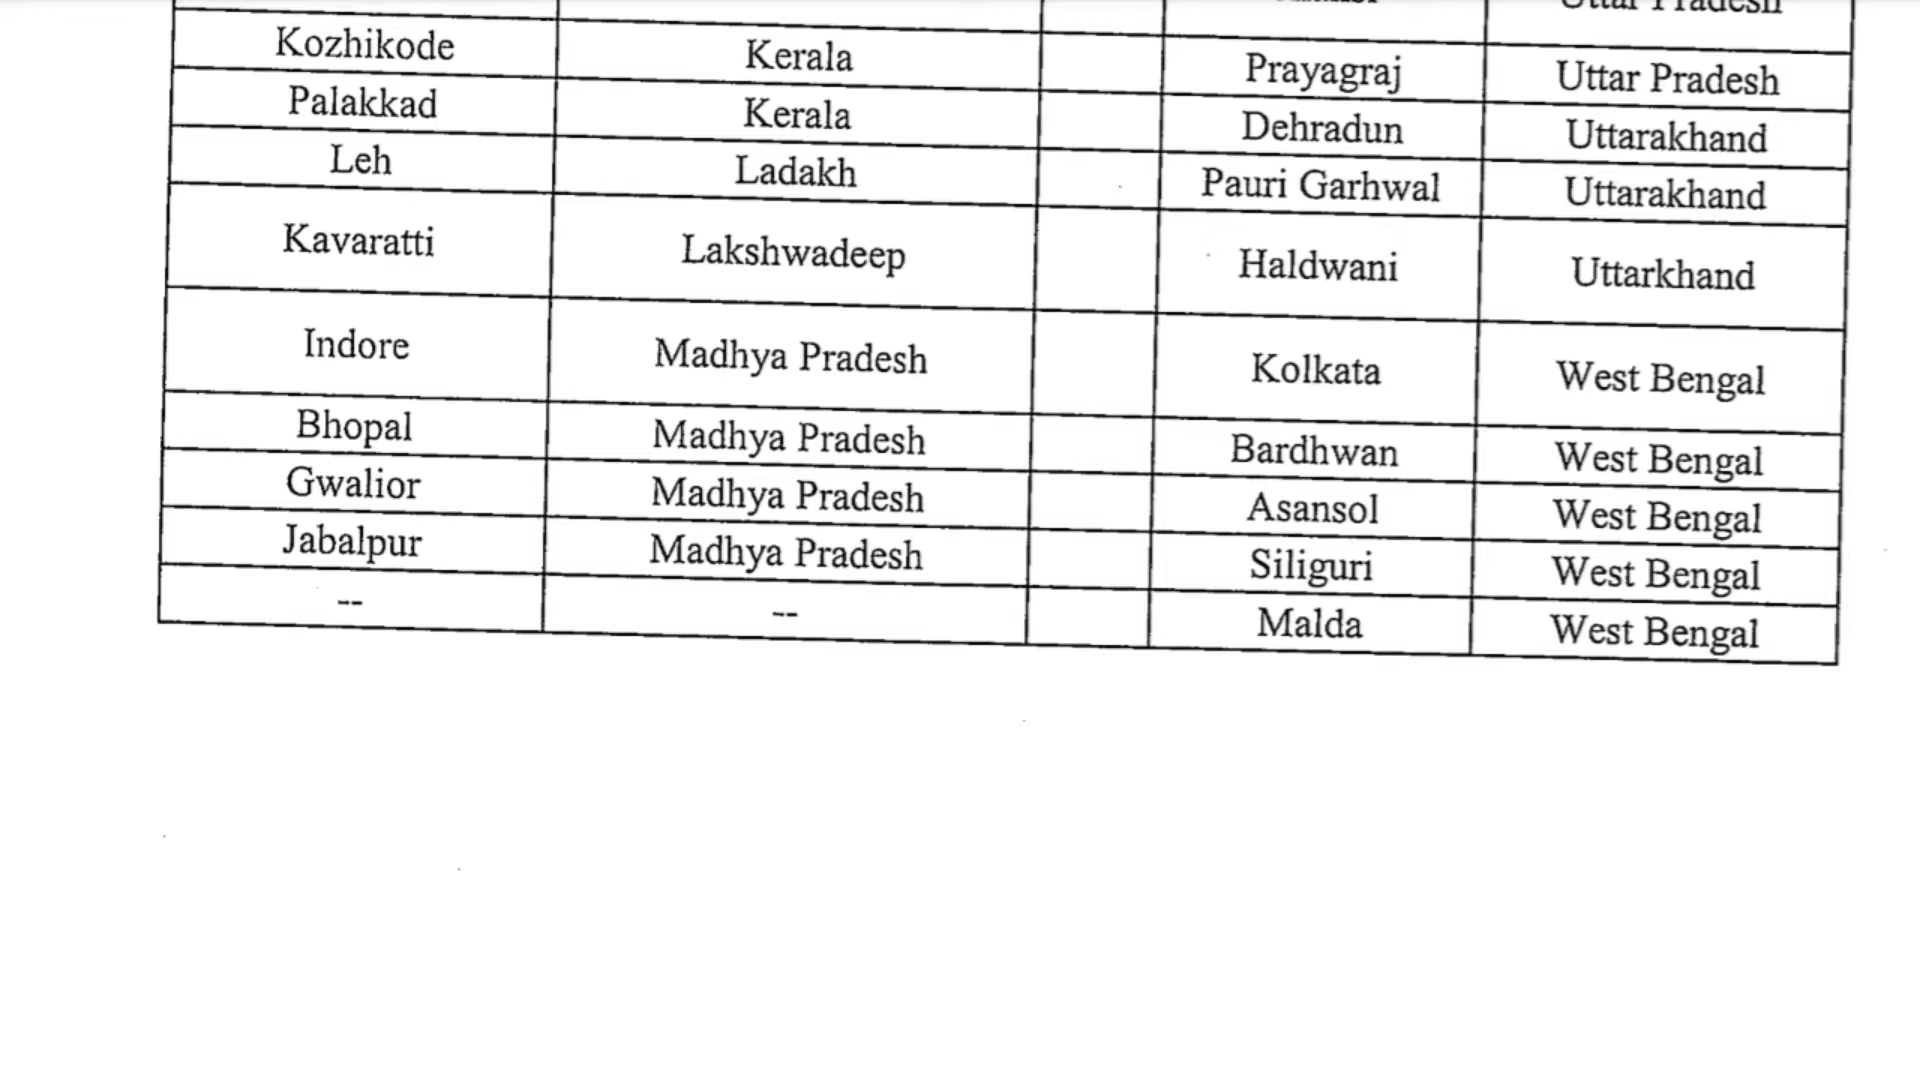 Uttar Pradesh
Kozhikode Kerala Prayagraj Uttar Pradesh
Palakkad Kerala Dehradun Uttarakhand
Leh Ladakh Pauri Garhwal Uttarakhand
Kavaratti Lakshwadeep Haldwani Uttarkhand
Indore Madhya Pradesh Kolkata West Bengal
Bhopal Madhya Pradesh Bardhwan West Bengal
Gwalior Madhya Pradesh Asansol West Bengal
Jabalpur Madhya Pradesh Siliguri West Bengal
-- -- Malda West Bengal